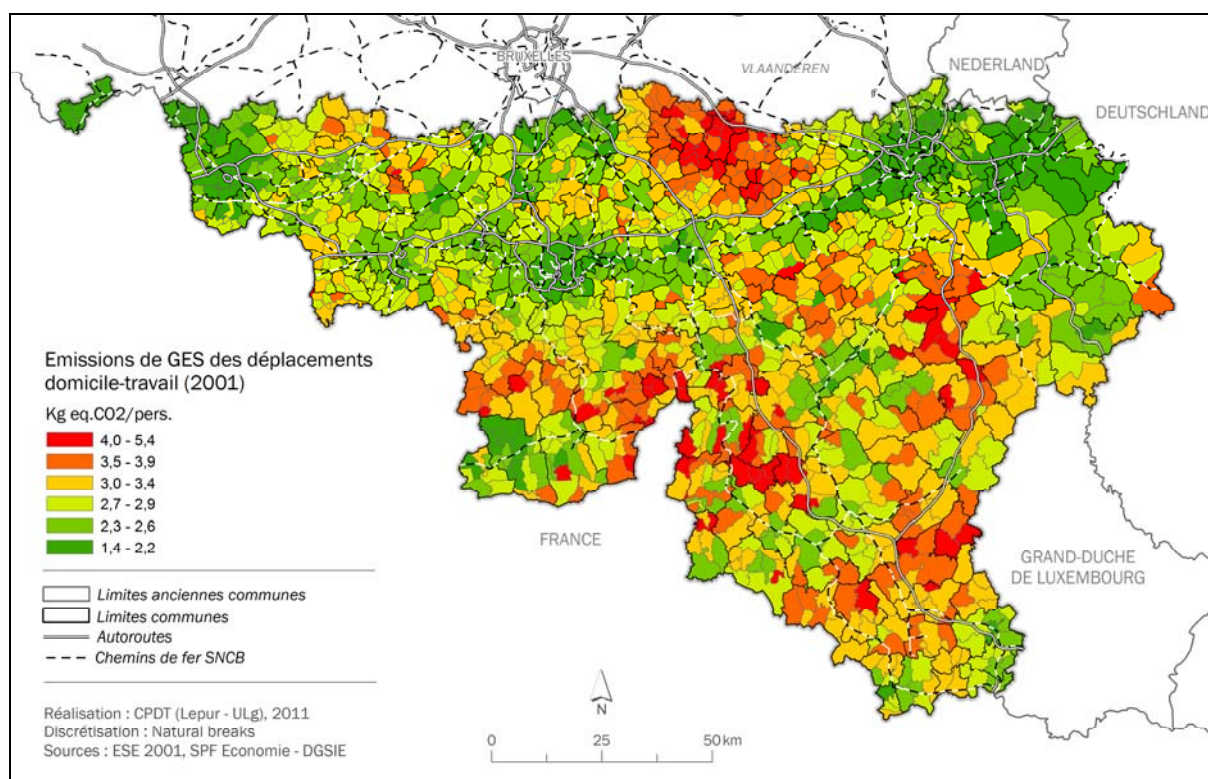 BRUXELLES
VLAANDEREN
NEDERLAND
DEUTSCHLAND
Emissions de GES des déplacements
domicile-travail (2001)
Kg eq.CO2/pers.
4,0 - 5,4
3,5 - 3,9
3,0 - 3,4
2,7 - 2,9
2,3 - 2,6
1,4 - 2,2
FRANCE
GRAND-DUCHE
DE LUXEMBOURG
Limites anciennes communes
Limites communes
Autoroutes
Chemins de fer SNCB
N
Réalisation : CPDT (Lepur - ULg), 2011
Discrétisation : Natural breaks
Sources : ESE 2001, SPF Economie - DGSIE
0 25 50 km